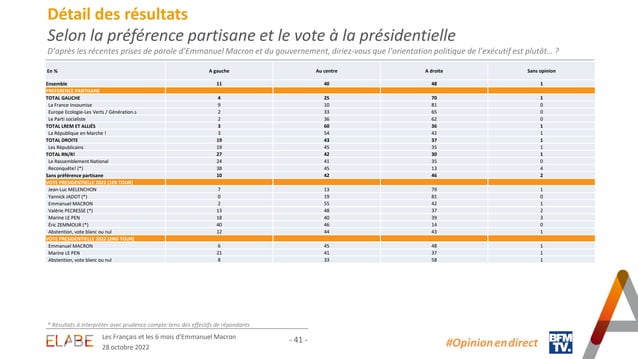 Détail des résultats
Selon la préférence partisane et le vote à la présidentielle
D'après les récentes prises de parole d'Emmanuel Macron et du gouvernement, diriez-vous que l'orientation politique de l'exécutif est plutôt… ?
En % A gauche Au centre A droite Sans opinion
Ensemble 11 40 48 1
PREFERENCE PARTISANE
TOTAL GAUCHE 4 25 70 1
La France Insoumise 9 10 81 0
Europe Ecologie-Les Verts / Génération.s 2 33 65 0
Le Parti socialiste 2 36 62 0
TOTAL LREM ET ALLIÉS 3 60 36 1
La République en Marche ! 3 54 42 1
TOTAL DROITE 19 43 37 1
Les Républicains 19 45 35 1
TOTAL RN/R! 27 42 30 1
Le Rassemblement National 24 41 35 0
Reconquête! (*) 38 45 13 4
Sans préférence partisane 10 42 46 2
VOTE PRESIDENTIELLE 2022 (1ER TOUR)
Jean-Luc MELENCHON 7 13 79 1
Yannick JADOT (*) 0 19 81 0
Emmanuel MACRON 2 55 42 1
Valérie PECRESSE (*) 13 48 37 2
Marine LE PEN 18 40 39 3
Eric ZEMMOUR (*) 40 46 14 0
Abstention, vote blanc ou nul 12 44 43 1
VOTE PRESIDENTIELLE 2022 (2ND TOUR)
Emmanuel MACRON 6 45 48 1
Marine LE PEN 21 41 37 1
Abstention, vote blanc ou nul 8 33 58 1
* Résultats à interpréter avec prudence compte-tenu des effectifs de répondants
ELABE
Les Français et les 6 mois d'Emmanuel Macron
28 octobre 2022
- 41 -
#Opinion en direct
BFM
TV.